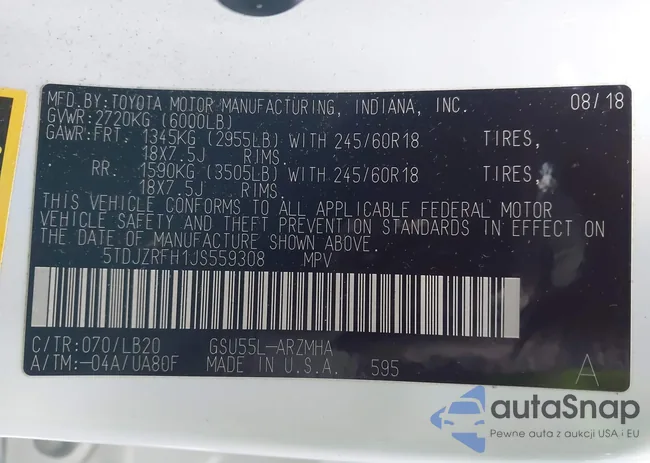 MFD.BY:TOYOTA MOTOR MANUFACTURING, INDIANA, INC. 08/18
GVWR:2720KG (6000LB)
GAWR:FRT. 1345KG (2955LB) WITH 245/60R18 TIRES,
18X7.5J RIMS.
RR. 1590KG (3505LB) WITH 245/60R18 TIRES,
18X7.5J RIMS.
THIS VEHICLE CONFORMS TO ALL APPLICABLE FEDERAL MOTOR
VEHICLE SAFETY AND THEFT PREVENTION STANDARDS IN EFFECT ON
THE DATE OF MANUFACTURE SHOWN ABOVE.
5TDJZRFH1JS559308 MPV
C/TR:070/LB20 GSU55L-ARZMHA
A/TM:-04A/UA80F MADE IN U.S.A. 595 A
autaSnap
Pewne auta z aukcji USA i EU